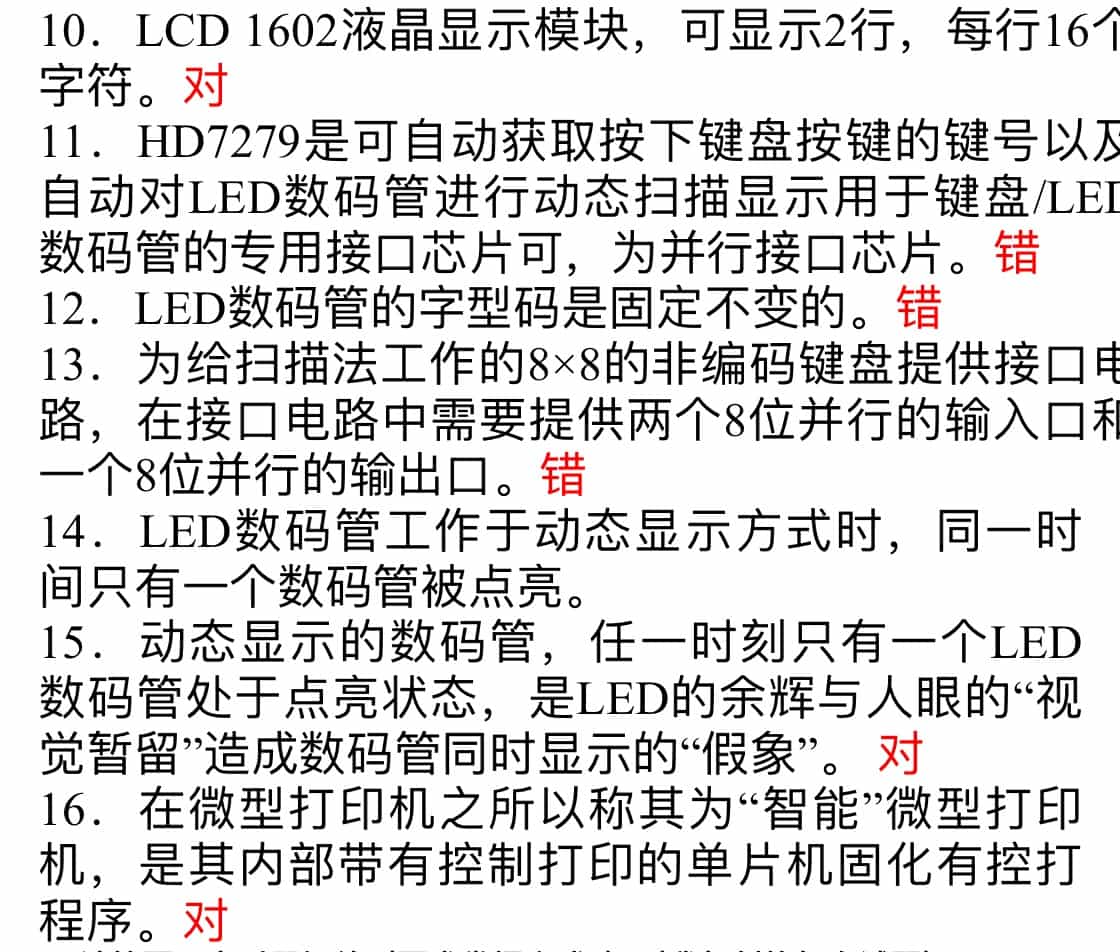 10．LCD 1602液晶显示模块，可显示2行，每行16个
字符。对
11．HD7279是可自动获取按下键盘按键的键号以及
自动对LED数码管进行动态扫描显示用于键盘/LED
数码管的专用接口芯片可，为并行接口芯片。错
12．LED数码管的字型码是固定不变的。错
13．为给扫描法工作的8×8的非编码键盘提供接口电
路，在接口电路中需要提供两个8位并行的输入口和
一个8位并行的输出口。错
14．LED数码管工作于动态显示方式时，同一时
间只有一个数码管被点亮。
15．动态显示的数码管，任一时刻只有一个LED
数码管处于点亮状态，是LED的余辉与人眼的“视
觉暂留”造成数码管同时显示的“假象”。 对
16．在微型打印机之所以称其为“智能”微型打印
机，是其内部带有控制打印的单片机固化有控打
程序。对